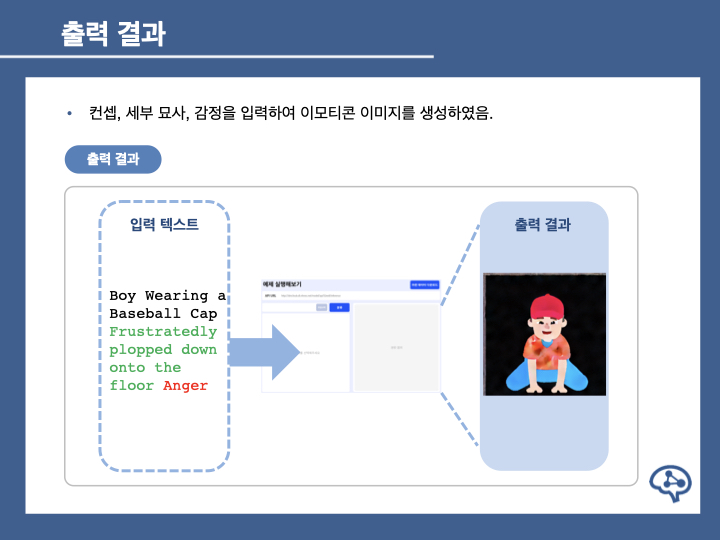 출력 결과
• 컨셉, 세부 묘사, 감정을 입력하여 이모티콘 이미지를 생성하였음.
출력 결과
입력 텍스트
Boy Wearing a
Baseball Cap
Frustratedly
plopped down
onto the
floor Anger
예제 실행해보기
출력 결과